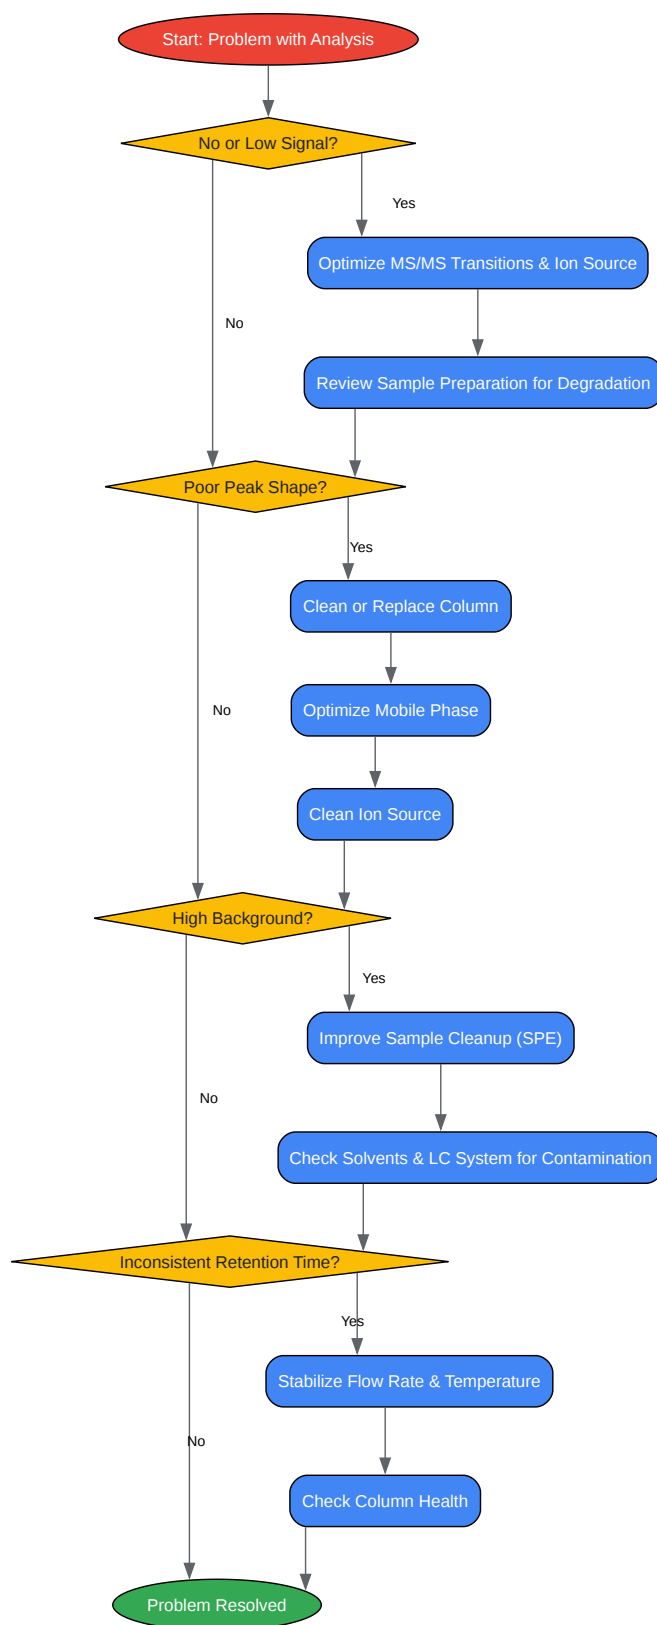 Start: Problem with Analysis
No or Low Signal?
Yes
Optimize MS/MS Transitions & Ion Source
No
Review Sample Preparation for Degradation
Poor Peak Shape?
Yes
Clean or Replace Column
No
Optimize Mobile Phase
Clean Ion Source
High Background?
Yes
Improve Sample Cleanup (SPE)
No
Check Solvents & LC System for Contamination
Inconsistent Retention Time?
Yes
Stabilize Flow Rate & Temperature
No
Check Column Health
Problem Resolved